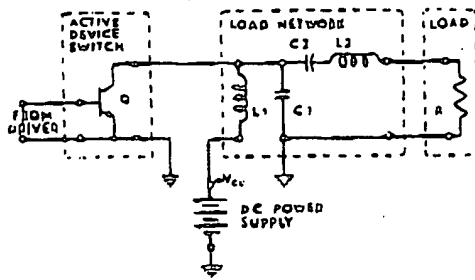 ACTIVE
DEVICE
SWITCH
LOAD NETWORK
LOAD
C2
L2
Q
L1
C1
R
FROM
DRIVER
DC POWER
SUPPLY